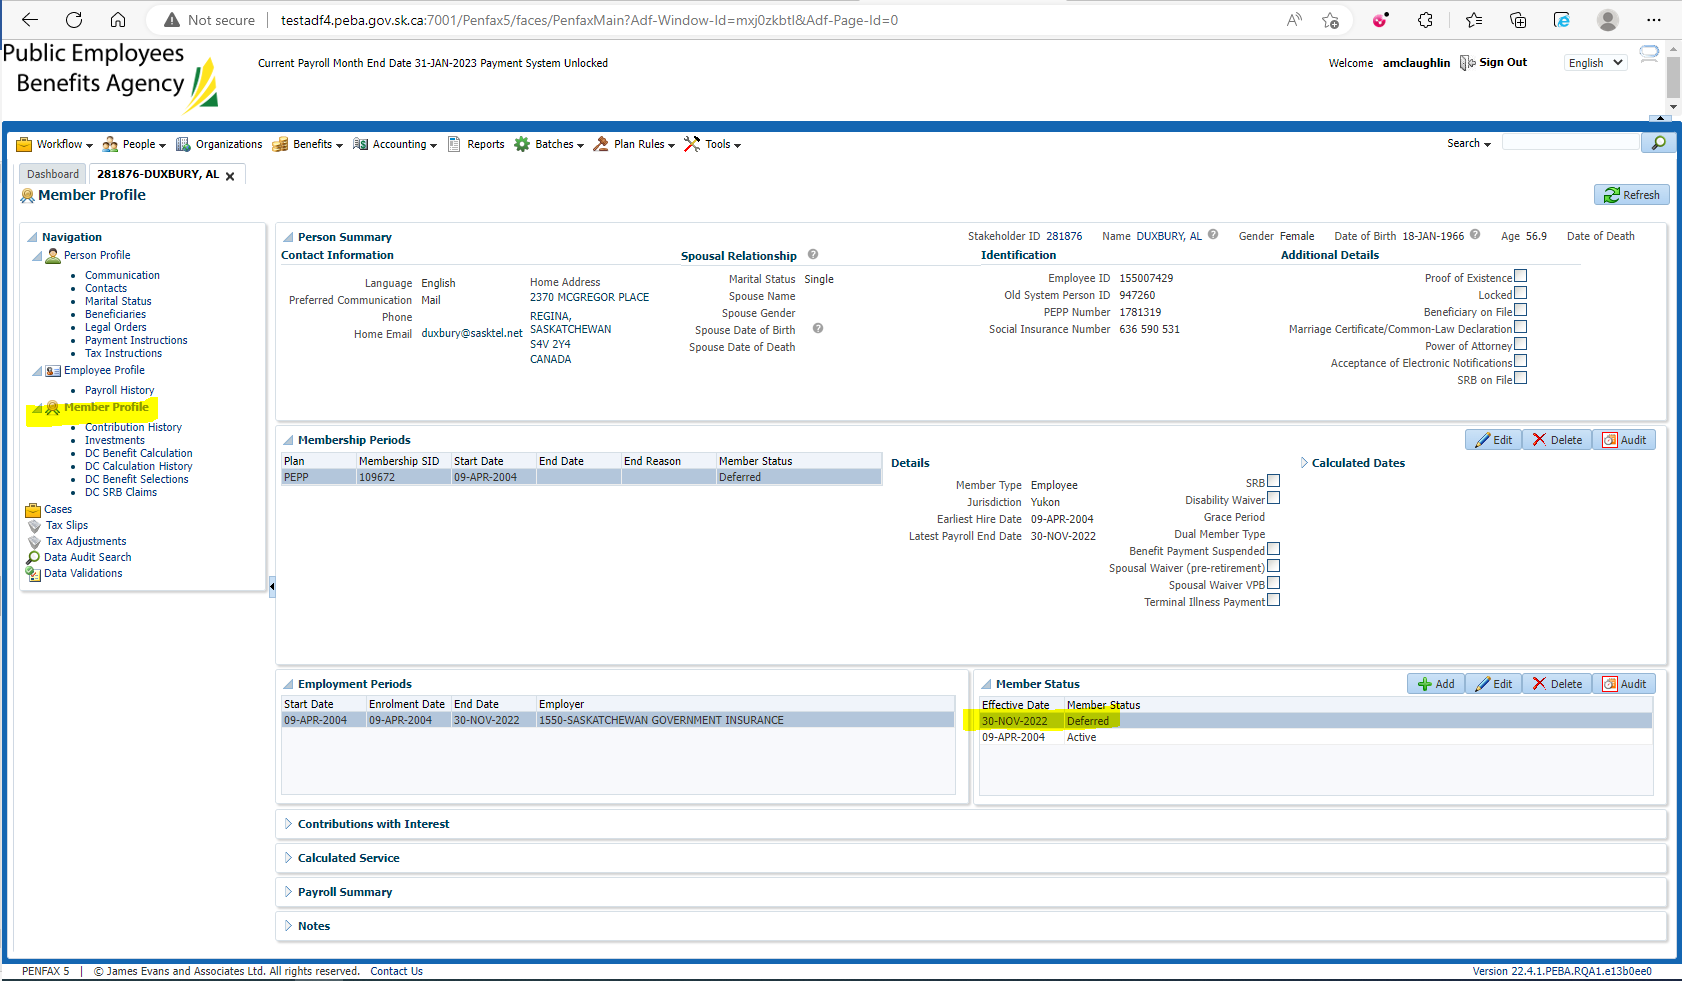 Not secure | testadf4.peba.gov.sk.ca:7001/Penfax5/faces/PenfaxMain?Adf-Window-Id=mxj0zkbtl&Adf-Page-Id=0
Public Employees
Benefits Agency
Current Payroll Month End Date 31-JAN-2023 Payment System Unlocked
Welcome amclaughlin Sign Out English
Workflow People Organizations Benefits Accounting Reports Batches Plan Rules Tools Search
Dashboard 281876-DUXBURY, AL
Member Profile
Refresh
Navigation
Person Profile
Communication
Contacts
Marital Status
Beneficiaries
Legal Orders
Payment Instructions
Tax Instructions
Employee Profile
Payroll History
Member Profile
Contribution History
Investments
DC Benefit Calculation
DC Calculation History
DC Benefit Selections
DC SRB Claims
Cases
Tax Slips
Tax Adjustments
Data Audit Search
Data Validations
Person Summary
Stakeholder ID 281876 Name DUXBURY, AL Gender Female Date of Birth 18-JAN-1966 Age 56.9 Date of Death
Contact Information
Language English
Preferred Communication Mail
Phone
Home Email duxbury@sasktel.net
Home Address
2370 MCGREGOR PLACE
REGINA,
SASKATCHEWAN
S4V 2Y4
CANADA
Spousal Relationship
Marital Status Single
Spouse Name
Spouse Gender
Spouse Date of Birth
Spouse Date of Death
Identification
Employee ID 155007429
Old System Person ID 947260
PEPP Number 1781319
Social Insurance Number 636 590 531
Additional Details
Proof of Existence
Locked
Beneficiary on File
Marriage Certificate/Common-Law Declaration
Power of Attorney
Acceptance of Electronic Notifications
SRB on File
Membership Periods
Edit Delete Audit
Plan Membership SID Start Date End Date End Reason Member Status
PEPP 109672 09-APR-2004 Deferred
Details
Member Type Employee
Jurisdiction Yukon
Earliest Hire Date 09-APR-2004
Latest Payroll End Date 30-NOV-2022
SRB
Disability Waiver
Grace Period
Dual Member Type
Benefit Payment Suspended
Spousal Waiver (pre-retirement)
Spousal Waiver VPB
Terminal Illness Payment
Calculated Dates
Employment Periods
Start Date Enrolment Date End Date Employer
09-APR-2004 09-APR-2004 30-NOV-2022 1550-SASKATCHEWAN GOVERNMENT INSURANCE
Member Status
Add Edit Delete Audit
Effective Date Member Status
30-NOV-2022 Deferred
09-APR-2004 Active
Contributions with Interest
Calculated Service
Payroll Summary
Notes
PENFAX 5 | © James Evans and Associates Ltd. All rights reserved. Contact Us
Version 22.4.1.PEBA.RQA1.e13b0ee0